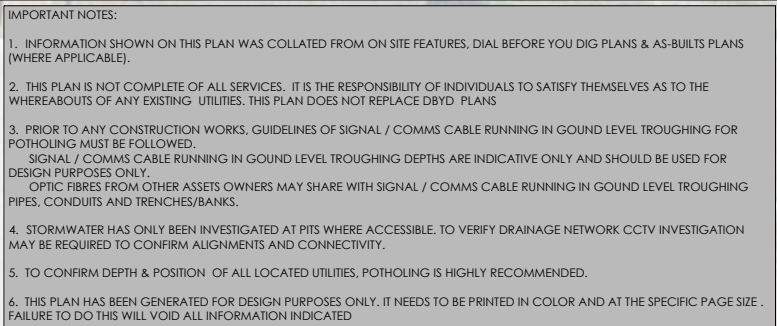 IMPORTANT NOTES:
1. INFORMATION SHOWN ON THIS PLAN WAS COLLATED FROM ON SITE FEATURES, DIAL BEFORE YOU DIG PLANS & AS-BUILTS PLANS
(WHERE APPLICABLE).
2. THIS PLAN IS NOT COMPLETE OF ALL SERVICES. IT IS THE RESPONSIBILITY OF INDIVIDUALS TO SATISFY THEMSELVES AS TO THE
WHEREABOUTS OF ANY EXISTING UTILITIES. THIS PLAN DOES NOT REPLACE DBYD PLANS
3. PRIOR TO ANY CONSTRUCTION WORKS, GUIDELINES OF SIGNAL / COMMS CABLE RUNNING IN GOUND LEVEL TROUGHING FOR
POTHOLING MUST BE FOLLOWED.
SIGNAL / COMMS CABLE RUNNING IN GOUND LEVEL TROUGHING DEPTHS ARE INDICATIVE ONLY AND SHOULD BE USED FOR
DESIGN PURPOSES ONLY.
OPTIC FIBRES FROM OTHER ASSETS OWNERS MAY SHARE WITH SIGNAL / COMMS CABLE RUNNING IN GOUND LEVEL TROUGHING
PIPES, CONDUITS AND TRENCHES/BANKS.
4. STORMWATER HAS ONLY BEEN INVESTIGATED AT PITS WHERE ACCESSIBLE. TO VERIFY DRAINAGE NETWORK CCTV INVESTIGATION
MAY BE REQUIRED TO CONFIRM ALIGNMENTS AND CONNECTIVITY.
5. TO CONFIRM DEPTH & POSITION OF ALL LOCATED UTILITIES, POTHOLING IS HIGHLY RECOMMENDED.
6. THIS PLAN HAS BEEN GENERATED FOR DESIGN PURPOSES ONLY. IT NEEDS TO BE PRINTED IN COLOR AND AT THE SPECIFIC PAGE SIZE .
FAILURE TO DO THIS WILL VOID ALL INFORMATION INDICATED